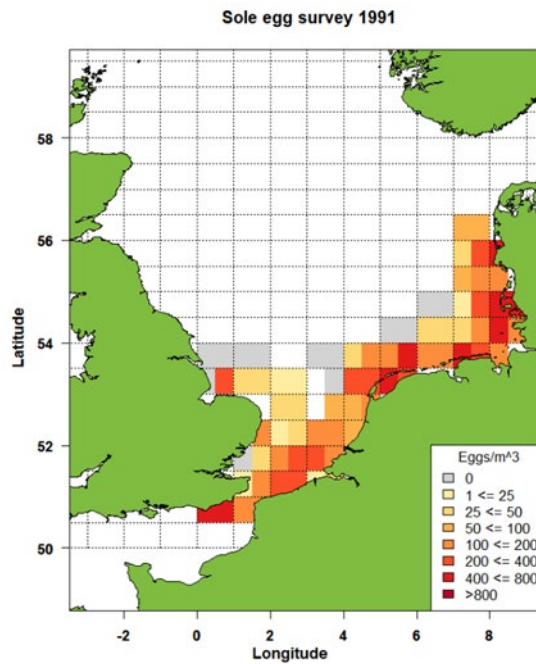 Sole egg survey 1991
58
56
54
52
50
Latitude
Eggs/m^3
0
1 <= 25
25 <= 50
50 <= 100
100 <= 200
200 <= 400
400 <= 800
>800
-2 0 2 4 6 8
Longitude